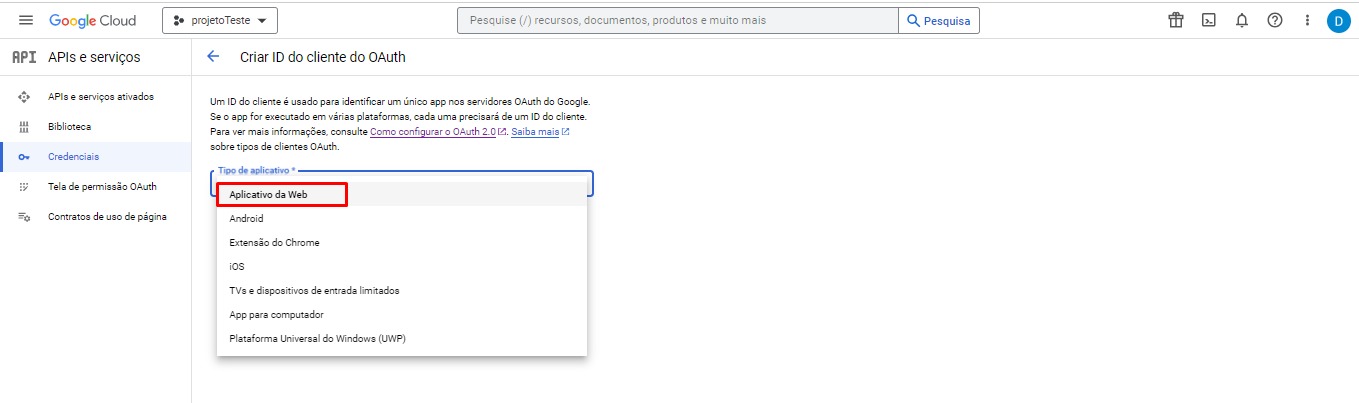 Google Cloud
projetoTeste
Pesquise (/) recursos, documentos, produtos e muito mais
Pesquisa
D
API
APIs e serviços
Criar ID do cliente do OAuth
APIs e serviços ativados
Biblioteca
Credenciais
Tela de permissão OAuth
Contratos de uso de página
Um ID do cliente é usado para identificar um único app nos servidores OAuth do Google.
Se o app for executado em várias plataformas, cada uma precisará de um ID do cliente.
Para ver mais informações, consulte Como configurar o OAuth 2.0. Saiba mais
sobre tipos de clientes OAuth.
Tipo de aplicativo *
Aplicativo da Web
Android
Extensão do Chrome
iOS
TVs e dispositivos de entrada limitados
App para computador
Plataforma Universal do Windows (UWP)